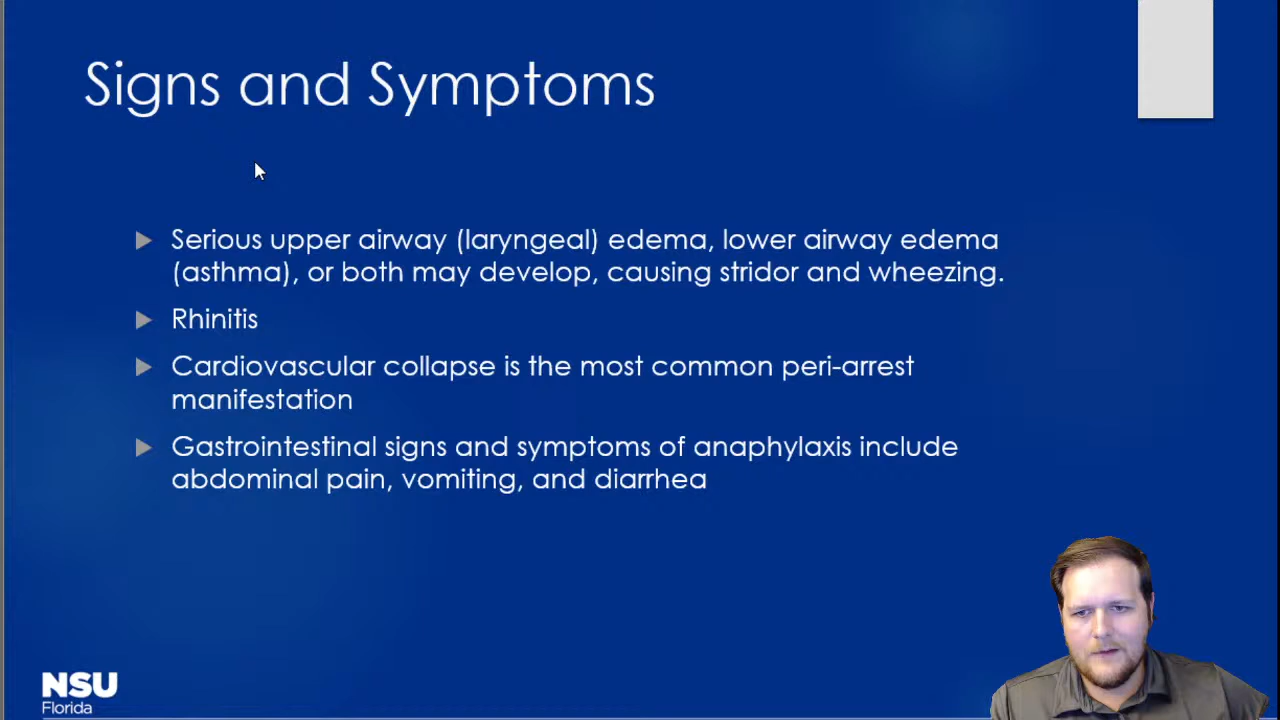 Signs and Symptoms
Serious upper airway (laryngeal) edema, lower airway edema
(asthma), or both may develop, causing stridor and wheezing.
Rhinitis
Cardiovascular collapse is the most common peri-arrest
manifestation
Gastrointestinal signs and symptoms of anaphylaxis include
abdominal pain, vomiting, and diarrhea
NSU
Florida